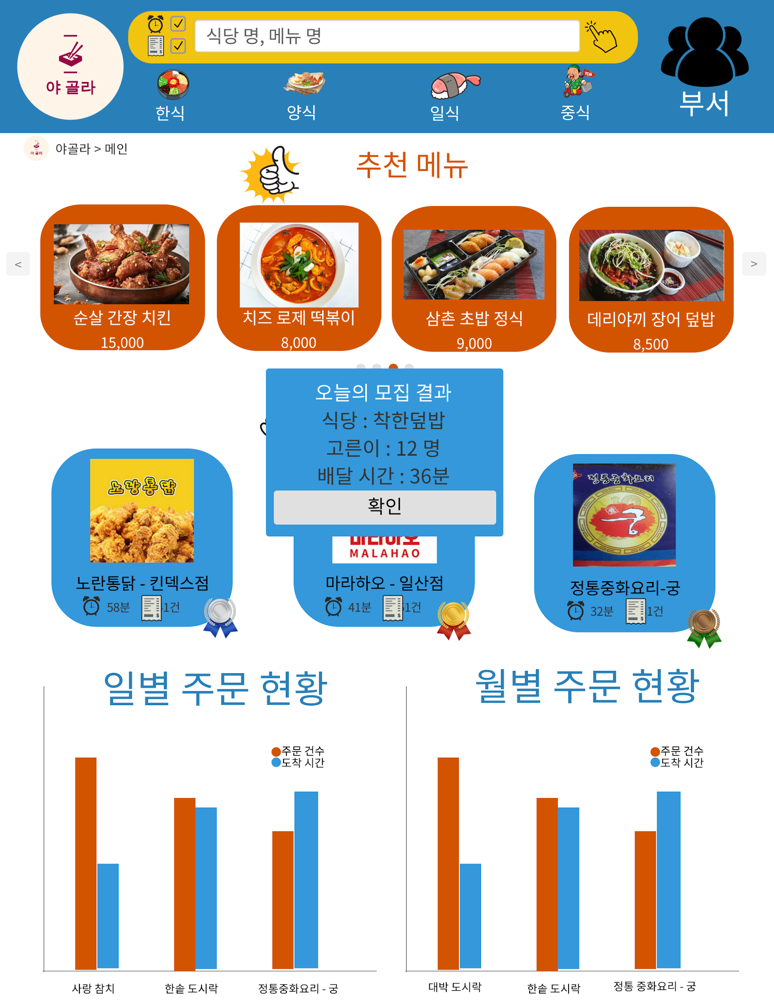 야 골라
식당 명, 메뉴 명
TOA
한식
양식
일식
중식
부서
야 골라
야골라 > 메인
추천 메뉴
<
>
순살 간장 치킨
15,000
치즈 로제 떡볶이
8,000
삼촌 초밥 정식
9,000
데리야끼 장어 덮밥
8,500
오늘의 모집 결과
식당 : 착한덮밥
고른이 : 12 명
배달 시간 : 36분
확인
노랑통닭
정통중화요리
궁
MALAHAO
노란통닭 - 킨덱스점
58분
1건
마라하오 - 일산점
41분
1건
정통중화요리-궁
32분
1건
일별 주문 현황
주문 건수
도착 시간
사랑 참치
한솥 도시락
정통중화요리 - 궁
월별 주문 현황
주문 건수
도착 시간
대박 도시락
한솥 도시락
정통 중화요리 - 궁